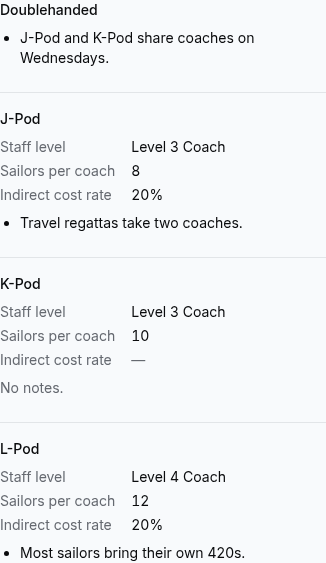 Doublehanded
• J-Pod and K-Pod share coaches on
Wednesdays.
J-Pod
Staff level Level 3 Coach
Sailors per coach 8
Indirect cost rate 20%
• Travel regattas take two coaches.
K-Pod
Staff level Level 3 Coach
Sailors per coach 10
Indirect cost rate —
No notes.
L-Pod
Staff level Level 4 Coach
Sailors per coach 12
Indirect cost rate 20%
• Most sailors bring their own 420s.